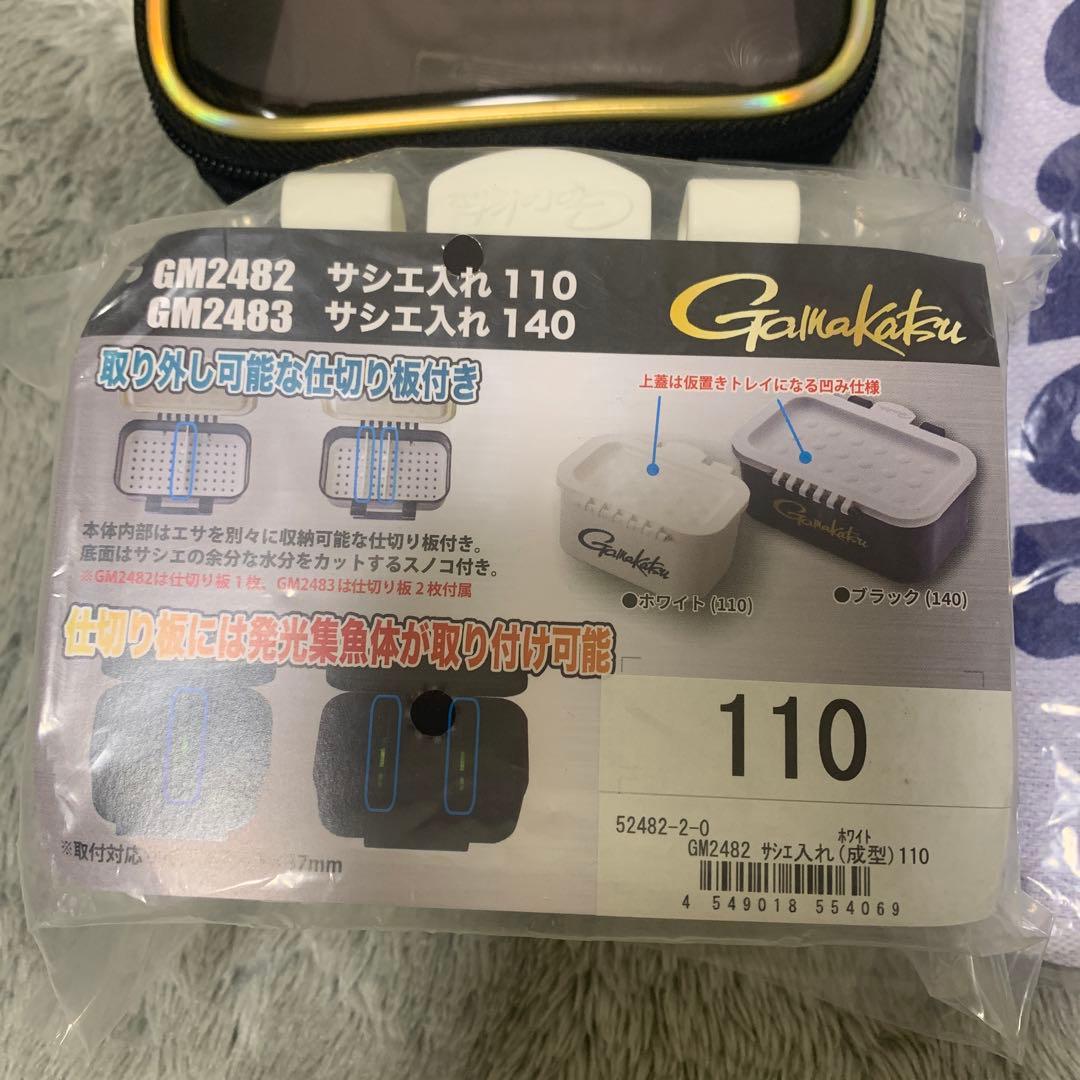 GM2482 サシエ入れ 110
GM2483 サシエ入れ 140
Gamakatsu
取り外し可能な仕切り板付き
上蓋は仮置きトレイになる凹み仕様
本体内部はエサを別々に収納可能な仕切り板付き。
底面はサシエの余分な水分をカットするスノコ付き。
※GM2482は仕切り板1枚、GM2483は仕切り板2枚付属
Gamakatsu
Gamakatsu
●ホワイト(110)
●ブラック(140)
仕切り板には発光集魚体が取り付け可能
※取付対応
37mm
110
52482-2-0
ホワイト
GM2482 サシエ入れ(成型)110
4 549018 554069